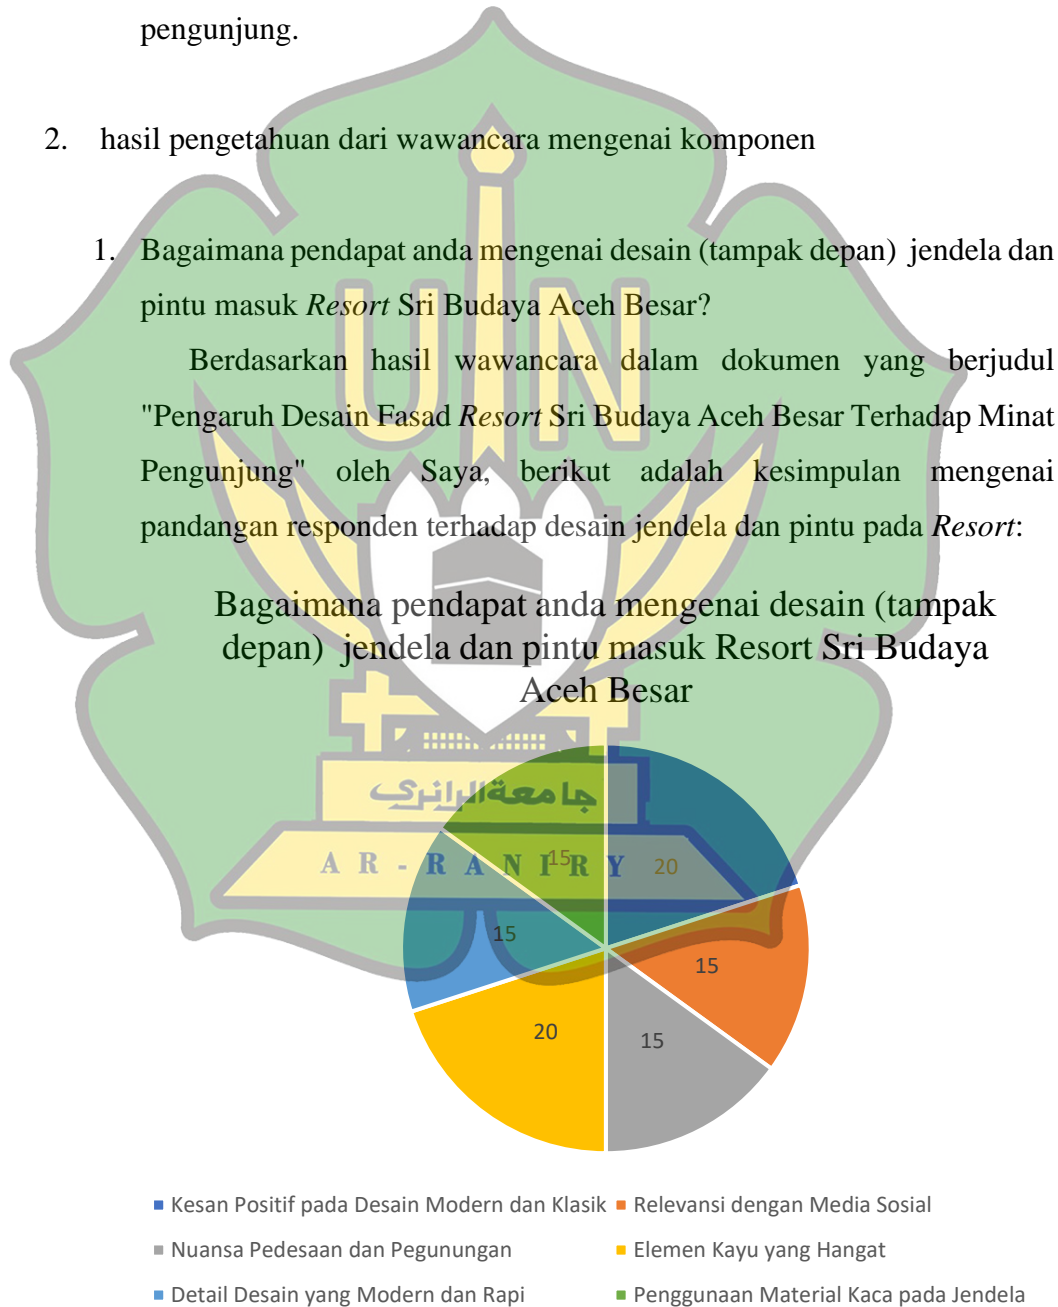 pengunjung.
2. hasil pengetahuan dari wawancara mengenai komponen
1. Bagaimana pendapat anda mengenai desain (tampak depan) jendela dan
pintu masuk Resort Sri Budaya Aceh Besar?
Berdasarkan hasil wawancara dalam dokumen yang berjudul
"Pengaruh Desain Fasad Resort Sri Budaya Aceh Besar Terhadap Minat
Pengunjung" oleh Saya, berikut adalah kesimpulan mengenai
pandangan responden terhadap desain jendela dan pintu pada Resort:
Bagaimana pendapat anda mengenai desain (tampak
depan) jendela dan pintu masuk Resort Sri Budaya
Aceh Besar
UIN
جامعة الرانري
AR-RANIRY
20
15
15
20
15
15
Kesan Positif pada Desain Modern dan Klasik
Relevansi dengan Media Sosial
Nuansa Pedesaan dan Pegunungan
Elemen Kayu yang Hangat
Detail Desain yang Modern dan Rapi
Penggunaan Material Kaca pada Jendela